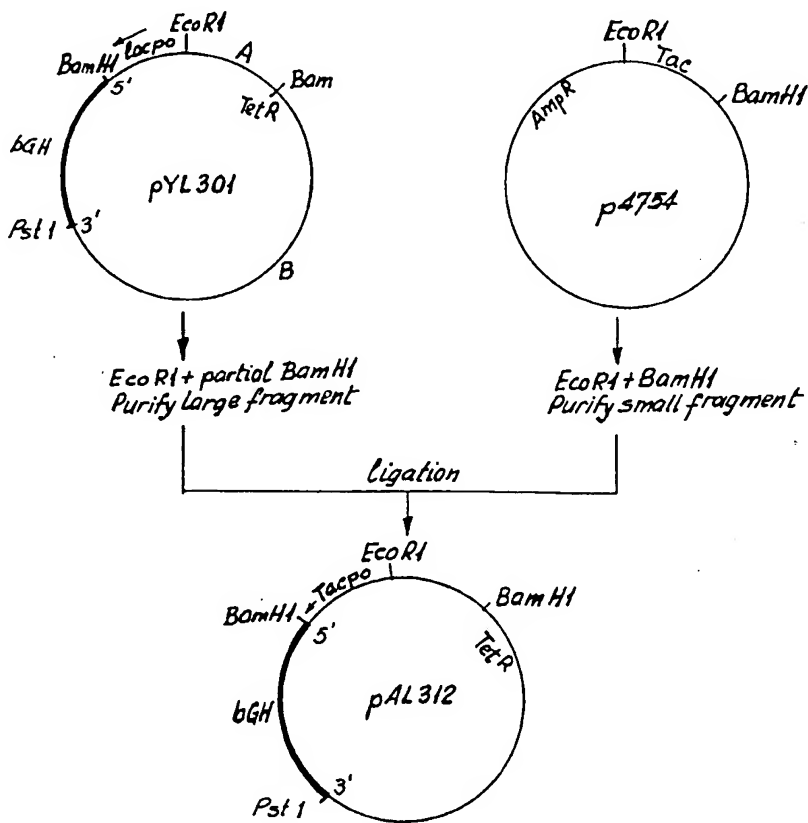 EcoR1
locpo
A
BamH1
5'
Bam
TetR
bGH
pYL301
Pst1
3'
B
EcoR1
Tac
AmpR
BamH1
p4754
EcoR1 + partial BamH1
Purify large fragment
EcoR1 + BamH1
Purify small fragment
ligation
EcoR1
Tacpo
BamH1
5'
BamH1
TetR
bGH
pAL312
Pst1
3'